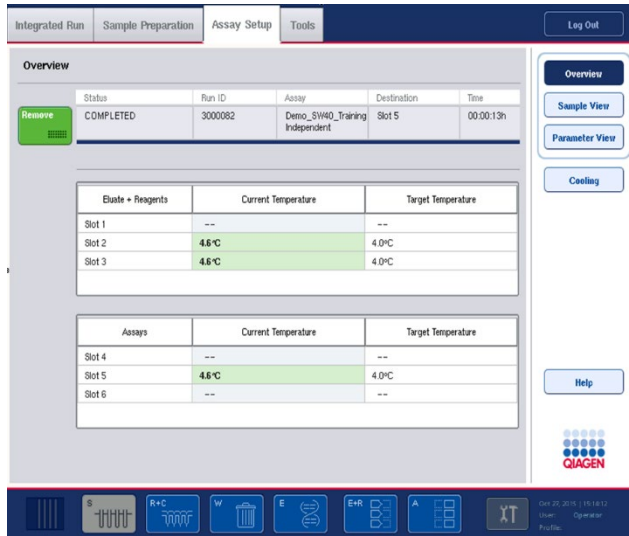 Integrated Run Sample Preparation Assay Setup Tools Log Out
Overview
Overview
Sample View
Parameter View
Cooling
Status Run ID Assay Destination Time
Remove COMPLETED 3000082 Demo_SW40_Training Slot 5 00:00:13h
Independent
Eluate + Reagents Current Temperature Target Temperature
Slot 1 -- --
Slot 2 4.6°C 4.0°C
Slot 3 4.6°C 4.0°C
Assays Current Temperature Target Temperature
Slot 4 -- --
Slot 5 4.6°C 4.0°C
Slot 6 -- --
Help
QIAGEN
S R+C W E E+R A
User: Operator
Profile: